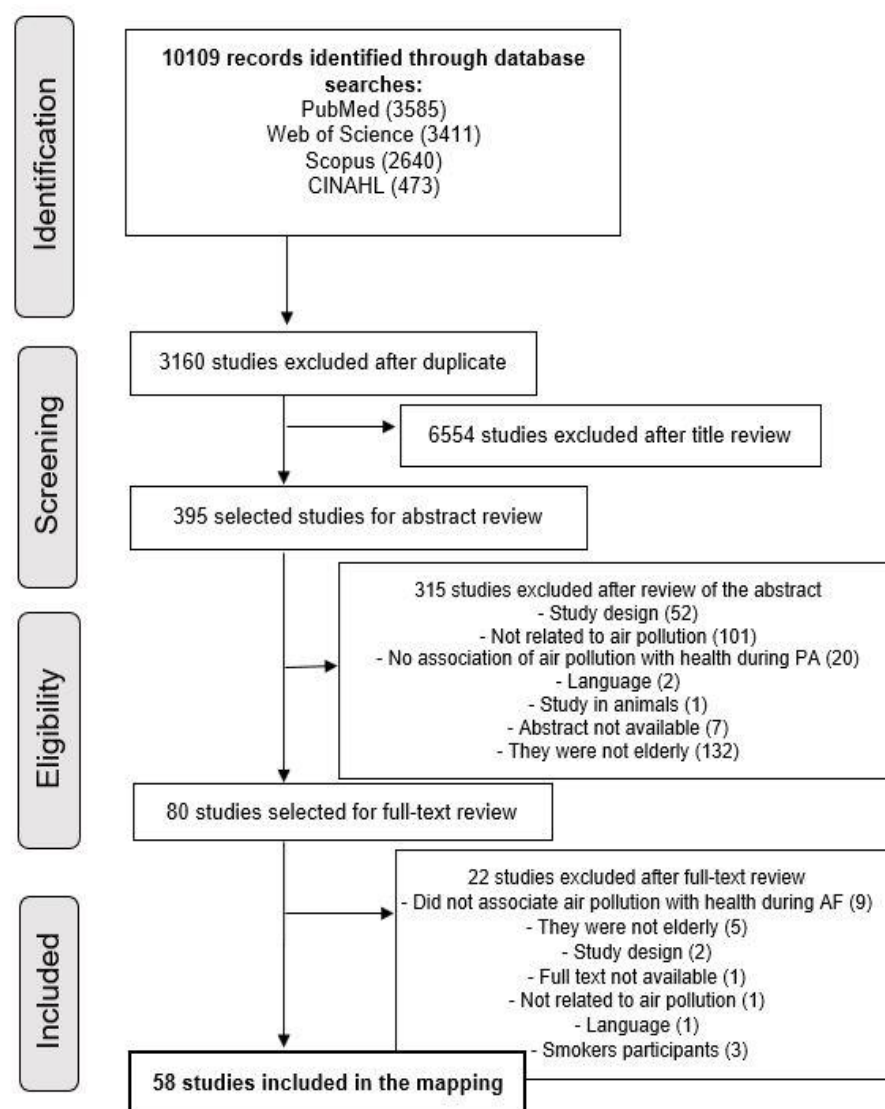 Identification
10109 records identified through database
searches:
PubMed (3585)
Web of Science (3411)
Scopus (2640)
CINAHL (473)
Screening
3160 studies excluded after duplicate
6554 studies excluded after title review
395 selected studies for abstract review
Eligibility
315 studies excluded after review of the abstract
- Study design (52)
- Not related to air pollution (101)
- No association of air pollution with health during PA (20)
- Language (2)
- Study in animals (1)
- Abstract not available (7)
- They were not elderly (132)
80 studies selected for full-text review
Included
22 studies excluded after full-text review
- Did not associate air pollution with health during AF (9)
- They were not elderly (5)
- Study design (2)
- Full text not available (1)
- Not related to air pollution (1)
- Language (1)
- Smokers participants (3)
58 studies included in the mapping